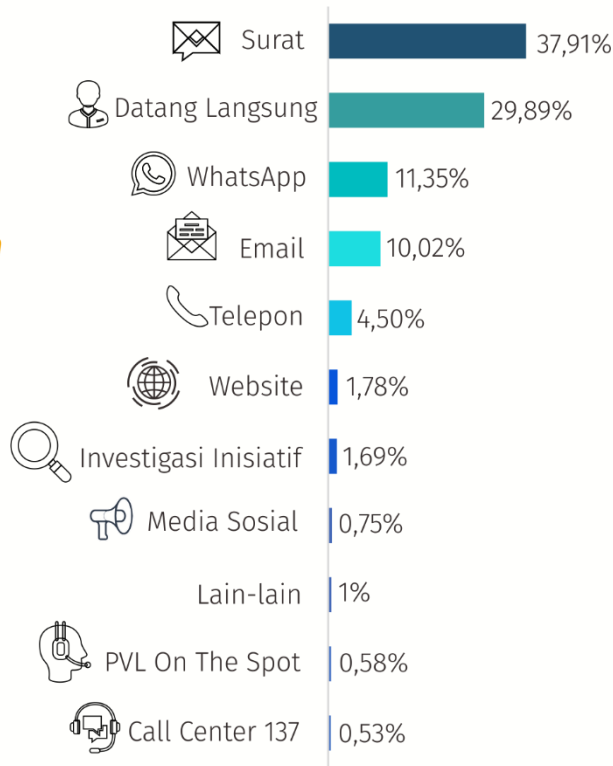 Surat 37,91%
Datang Langsung 29,89%
WhatsApp 11,35%
Email 10,02%
Telepon 4,50%
Website 1,78%
Investigasi Inisiatif 1,69%
Media Sosial 0,75%
Lain-lain 1%
PVL On The Spot 0,58%
Call Center 137 0,53%